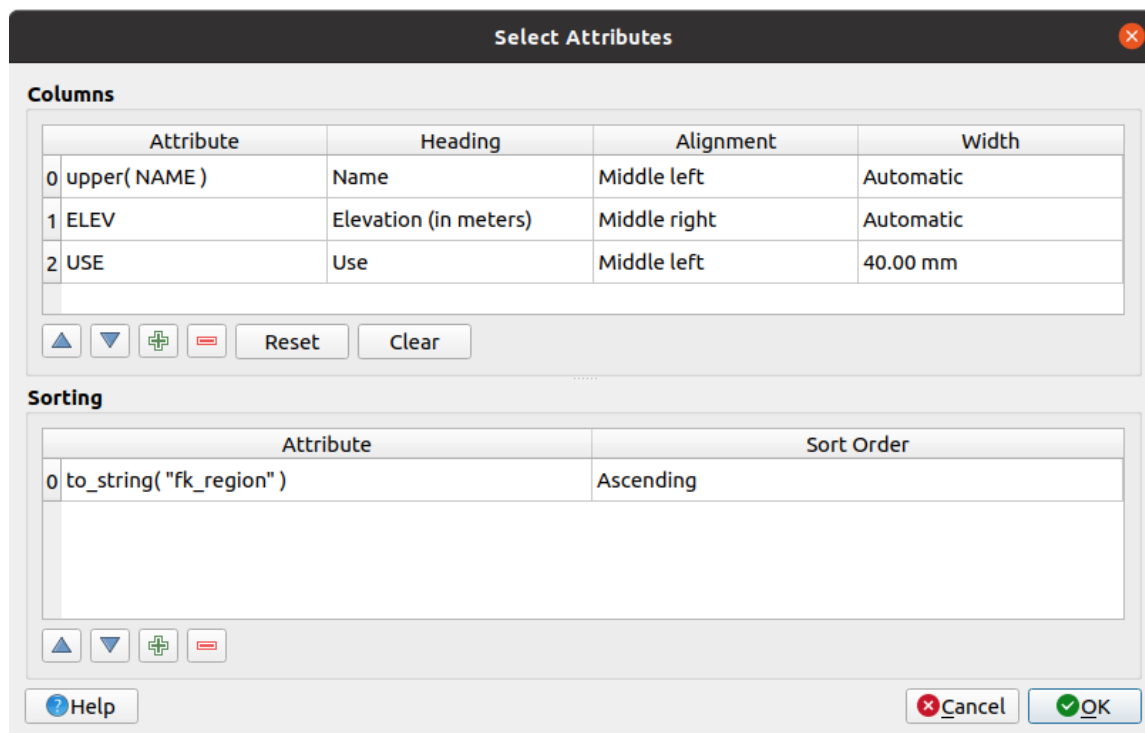 Select Attributes
Columns
Attribute Heading Alignment Width
0 upper( NAME ) Name Middle left Automatic
1 ELEV Elevation (in meters) Middle right Automatic
2 USE Use Middle left 40.00 mm
Reset Clear
Sorting
Attribute Sort Order
0 to_string( "fk_region" ) Ascending
Help Cancel OK